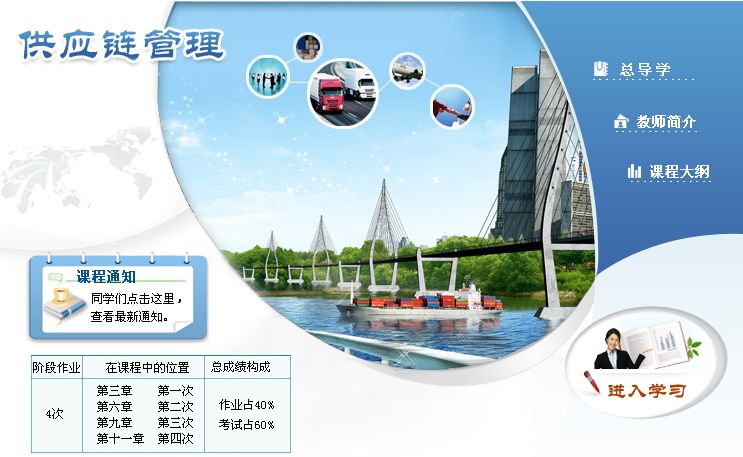 供应链管理
总导学
教师简介
课程大纲
课程通知
同学们点击这里，
查看最新通知。
阶段作业 在课程中的位置 总成绩构成
4次
第三章 第一次
第六章 第二次
第九章 第三次
第十一章 第四次
作业占40%
考试占60%
进入学习